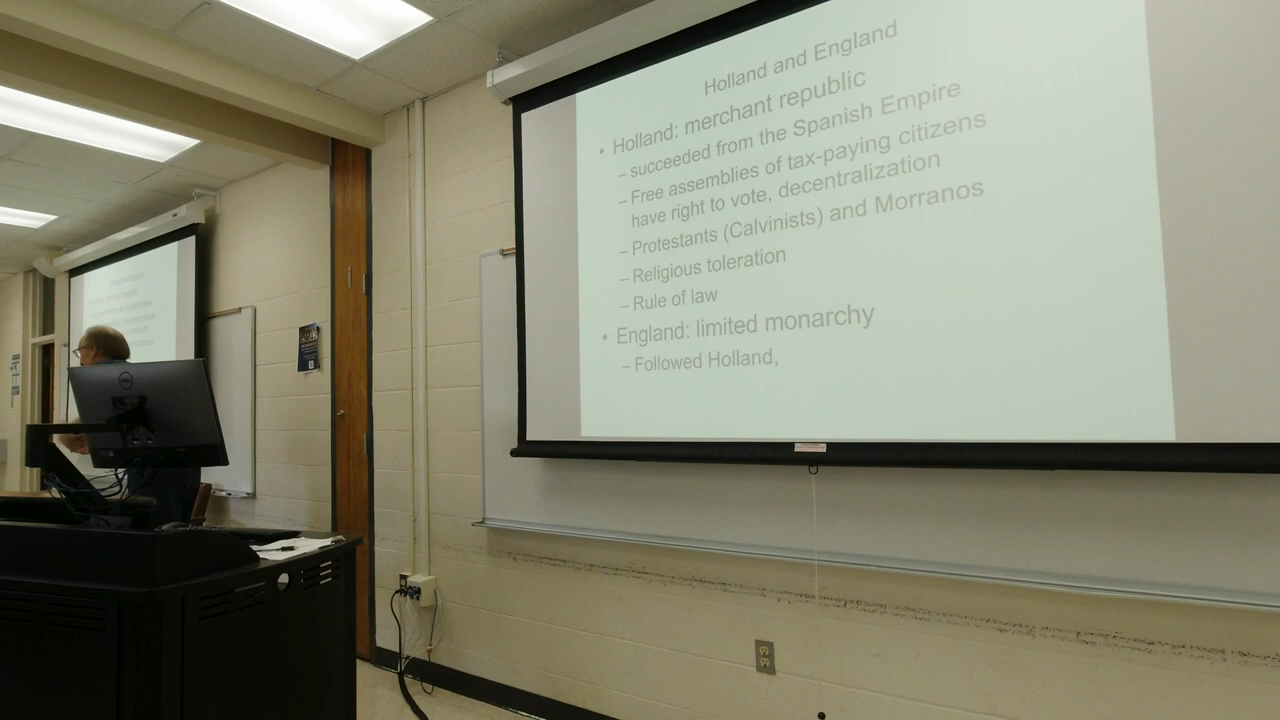 Holland and England
• Holland: merchant republic
– succeeded from the Spanish Empire
– Free assemblies of tax-paying citizens
have right to vote, decentralization
– Protestants (Calvinists) and Morranos
– Religious toleration
– Rule of law
• England: limited monarchy
– Followed Holland,
DELL